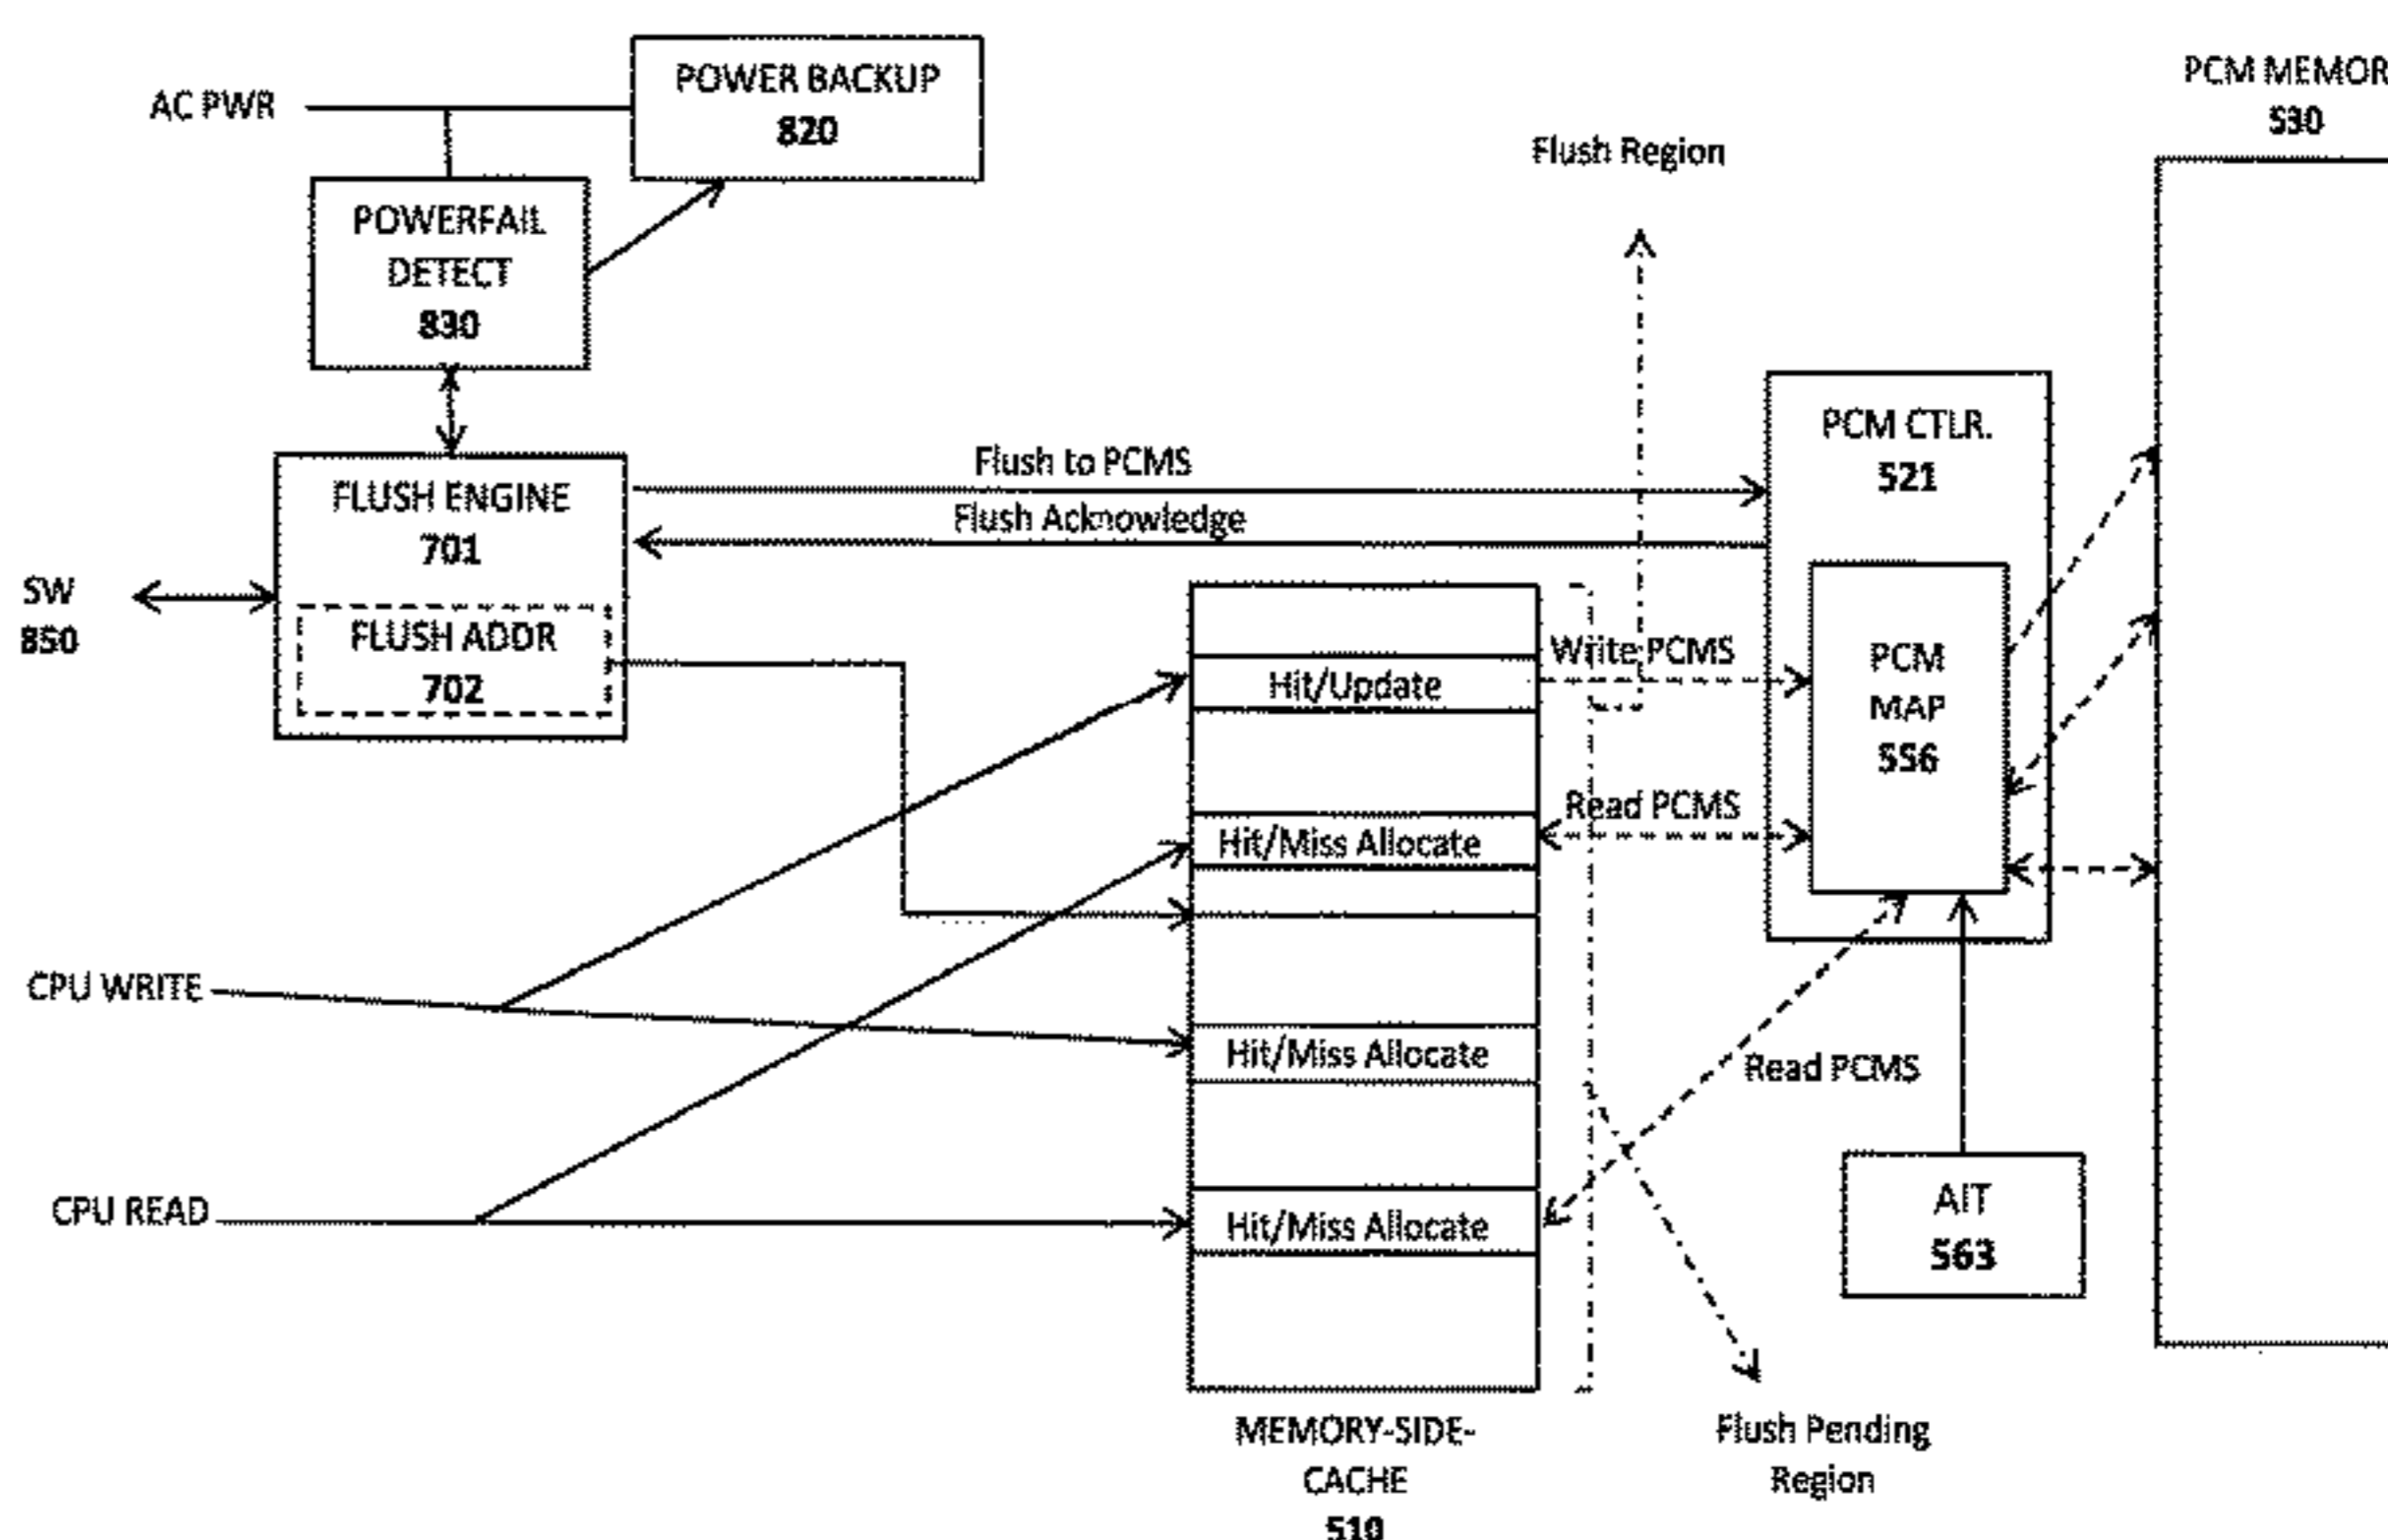 AC PWR
POWER BACKUP
820
POWERFAIL
DETECT
830
Flush Region
PCM MEMOR
530
FLUSH ENGINE
701
FLUSH ADDR
702
SW
850
Flush to PCMS
Flush Acknowledge
PCM CTLR.
521
PCM
MAP
556
Write PCMS
Hit/Update
Read PCMS
Hit/Miss Allocate
CPU WRITE
Hit/Miss Allocate
Read PCMS
CPU READ
Hit/Miss Allocate
AIT
563
MEMORY-SIDE-
CACHE
510
Flush Pending
Region